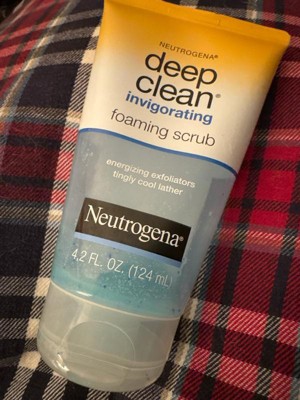 NEUTROGENA®
deep
clean®
invigorating
foaming scrub
energizing exfoliators
tingly cool lather
Neutrogena®
4.2 FL. OZ. (124 mL)